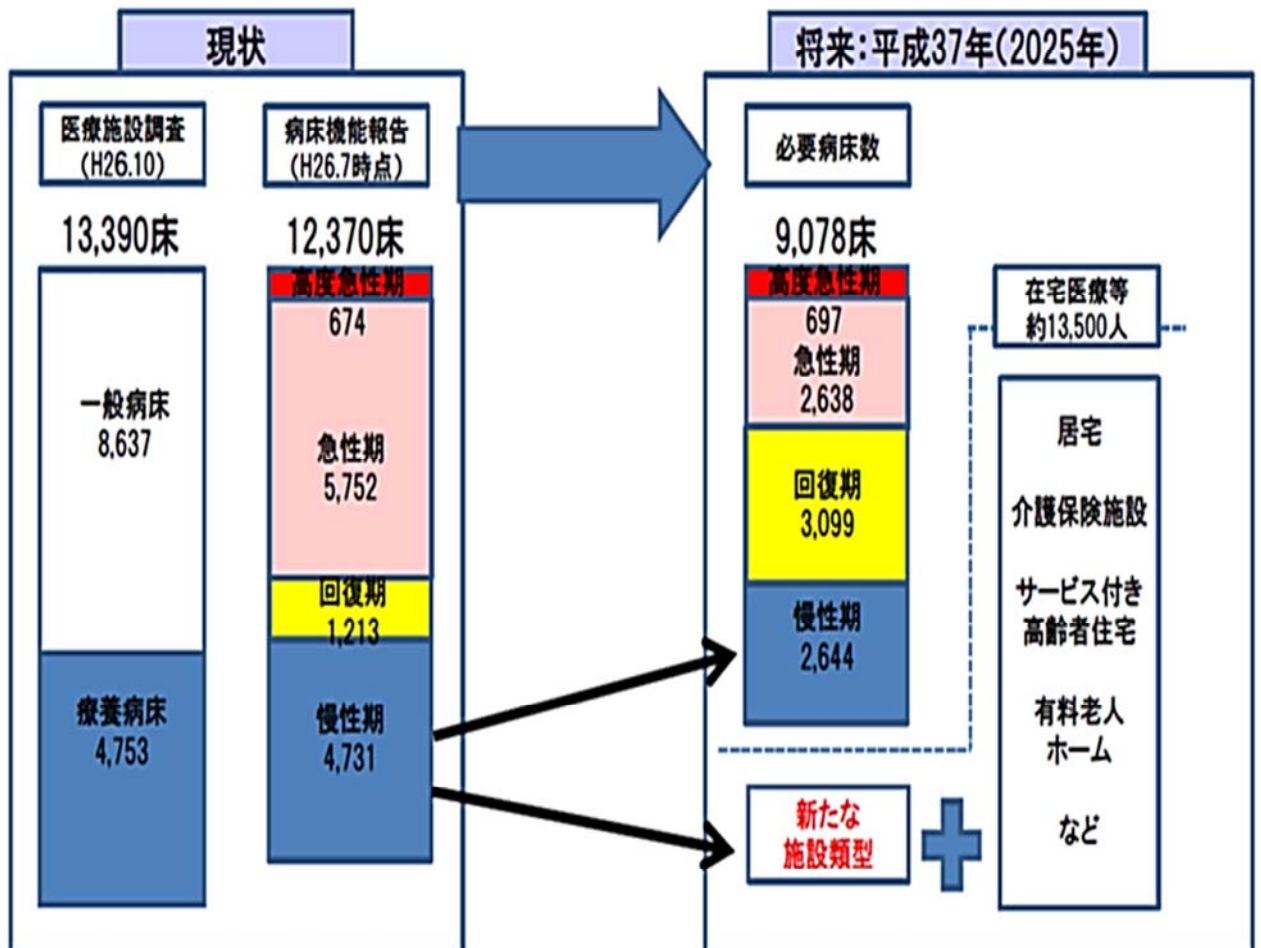 現状
医療施設調査
(H26.10)
13,390床
一般病床
8,637
療養病床
4,753
病床機能報告
(H26.7時点)
12,370床
高度急性期
674
急性期
5,752
回復期
1,213
慢性期
4,731
将来:平成37年(2025年)
必要病床数
9,078床
高度急性期
697
急性期
2,638
回復期
3,099
慢性期
2,644
新たな
施設類型
在宅医療等
約13,500人
居宅
介護保険施設
サービス付き
高齢者住宅
有料老人
ホーム
など